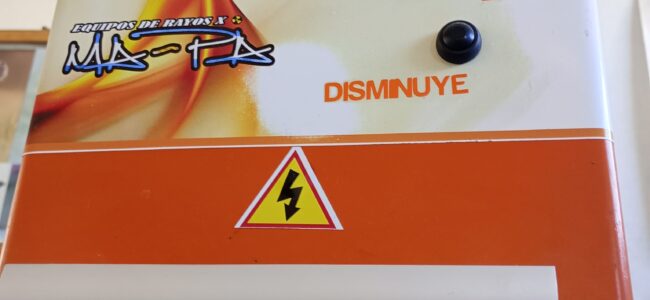 EQUIPOS DE RAYOS X
MA-PA
DISMINUYE